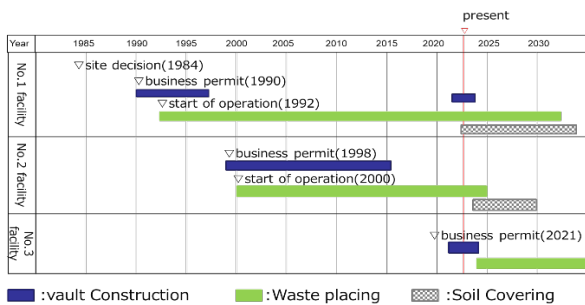 present
Year 1985 1990 1995 2000 2005 2010 2015 2020 2025 2030
No.1 facility
▽site decision(1984)
▽business permit(1990)
▽start of operation(1992)
No.2 facility
▽business permit(1998)
▽start of operation(2000)
No.3 facility
▽business permit(2021)
:vault Construction :Waste placing :Soil Covering